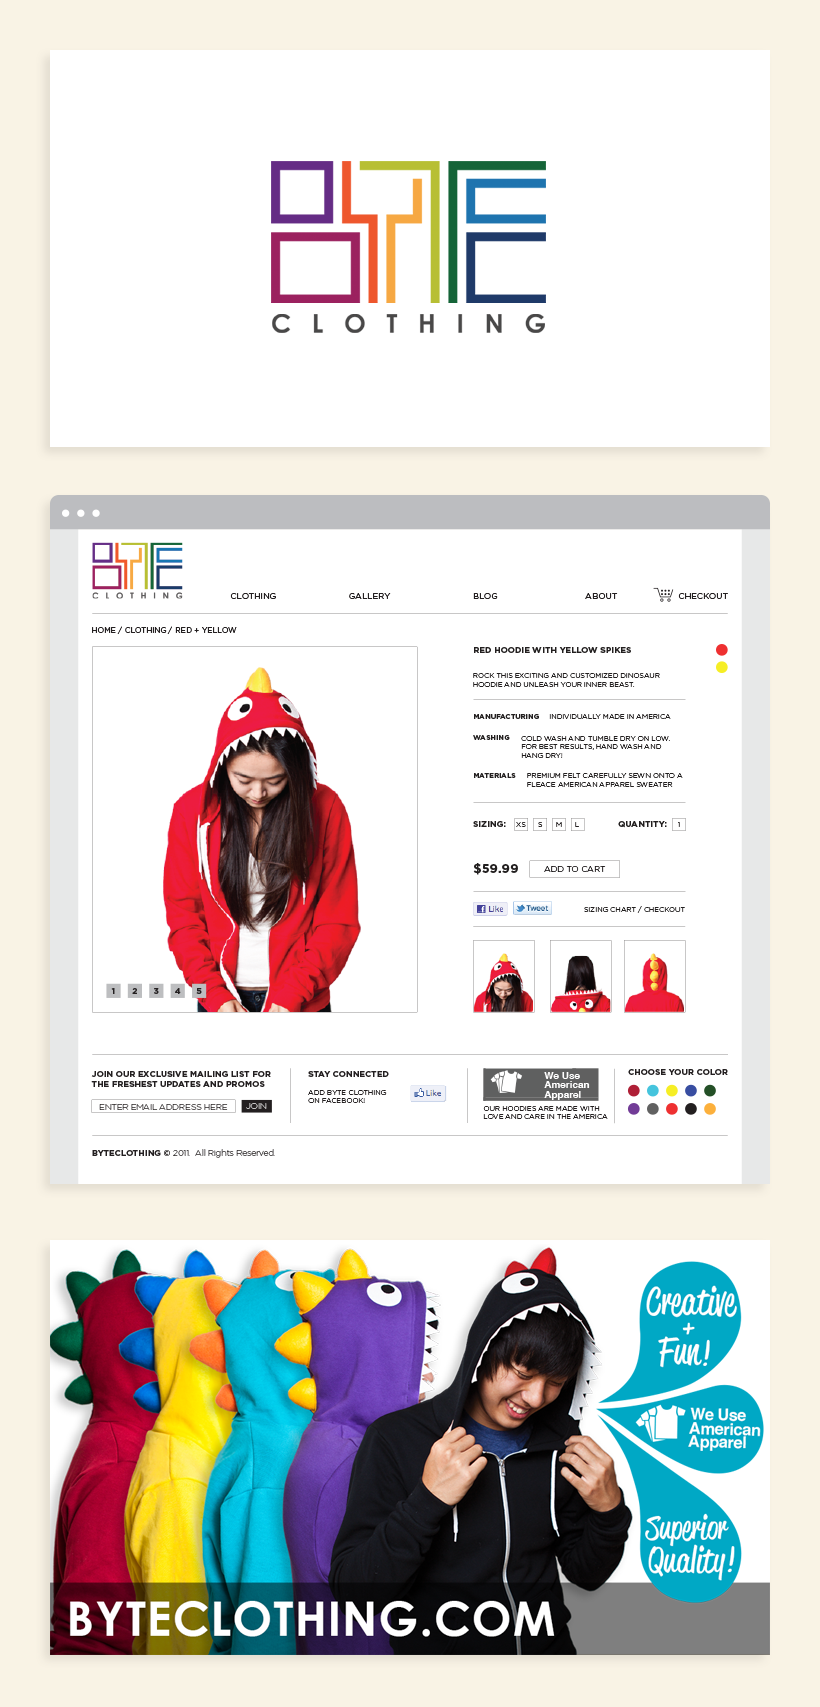 BYTE
CLOTHING
BYTE
CLOTHING
CLOTHING GALLERY BLOG ABOUT CHECKOUT
HOME / CLOTHING / RED + YELLOW
RED HOODIE WITH YELLOW SPIKES
ROCK THIS EXCITING AND CUSTOMIZED DINOSAUR
HOODIE AND UNLEASH YOUR INNER BEAST.
MANUFACTURING INDIVIDUALLY MADE IN AMERICA
WASHING COLD WASH AND TUMBLE DRY ON LOW.
FOR BEST RESULTS, HAND WASH AND
HANG DRY!
MATERIALS PREMIUM FELT CAREFULLY SEWN ONTO A
FLEACE AMERICAN APPAREL SWEATER
SIZING: XS S M L QUANTITY: 1
$59.99 ADD TO CART
Like Tweet SIZING CHART / CHECKOUT
1 2 3 4 5
JOIN OUR EXCLUSIVE MAILING LIST FOR
THE FRESHEST UPDATES AND PROMOS
ENTER EMAIL ADDRESS HERE JOIN
STAY CONNECTED
ADD BYTE CLOTHING
ON FACEBOOK!
Like
We Use
American
Apparel
OUR HOODIES ARE MADE WITH
LOVE AND CARE IN THE AMERICA
CHOOSE YOUR COLOR
BYTECLOTHING © 2011. All Rights Reserved.
Creative
+
Fun!
We Use
American
Apparel
Superior
Quality!
BYTECLOTHING.COM